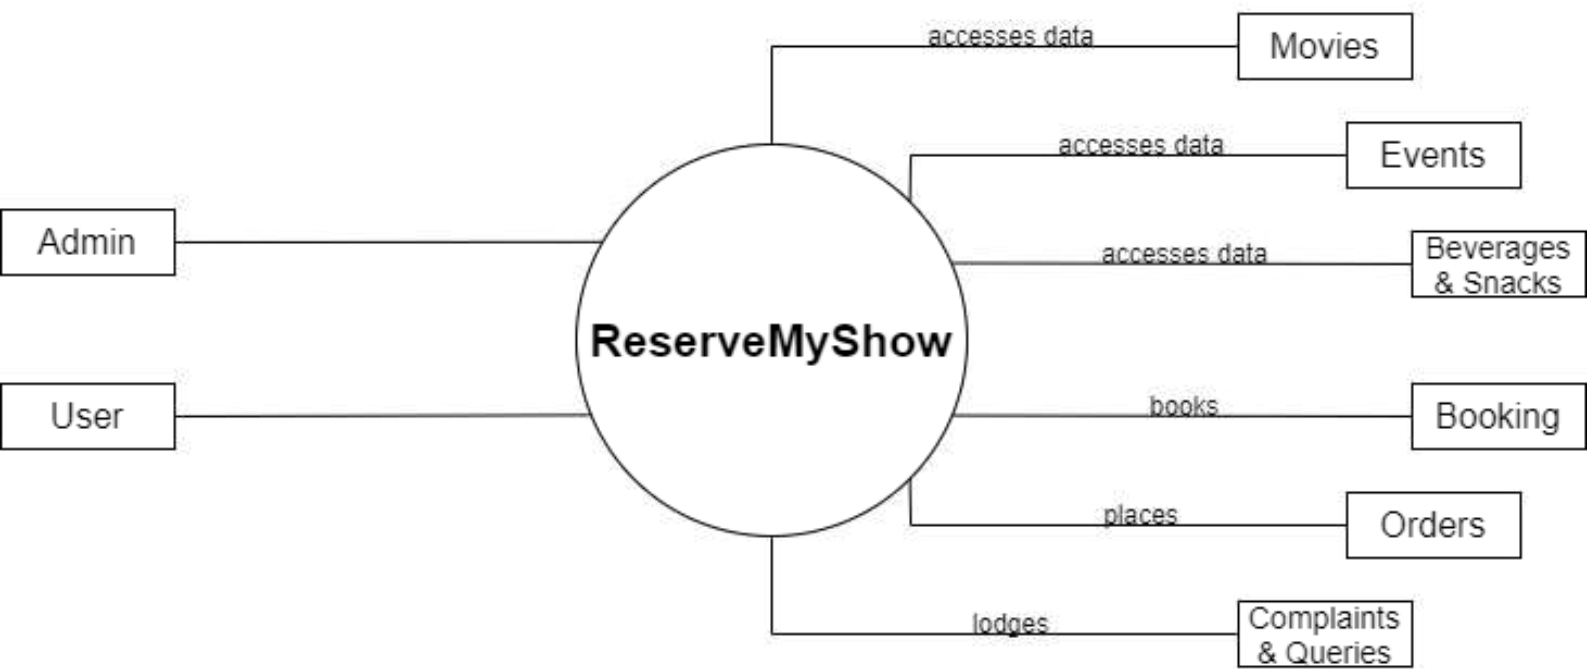 accesses data
Movies
accesses data
Events
Admin
accesses data
Beverages
& Snacks
ReserveMyShow
User
books
Booking
places
Orders
lodges
Complaints
& Queries